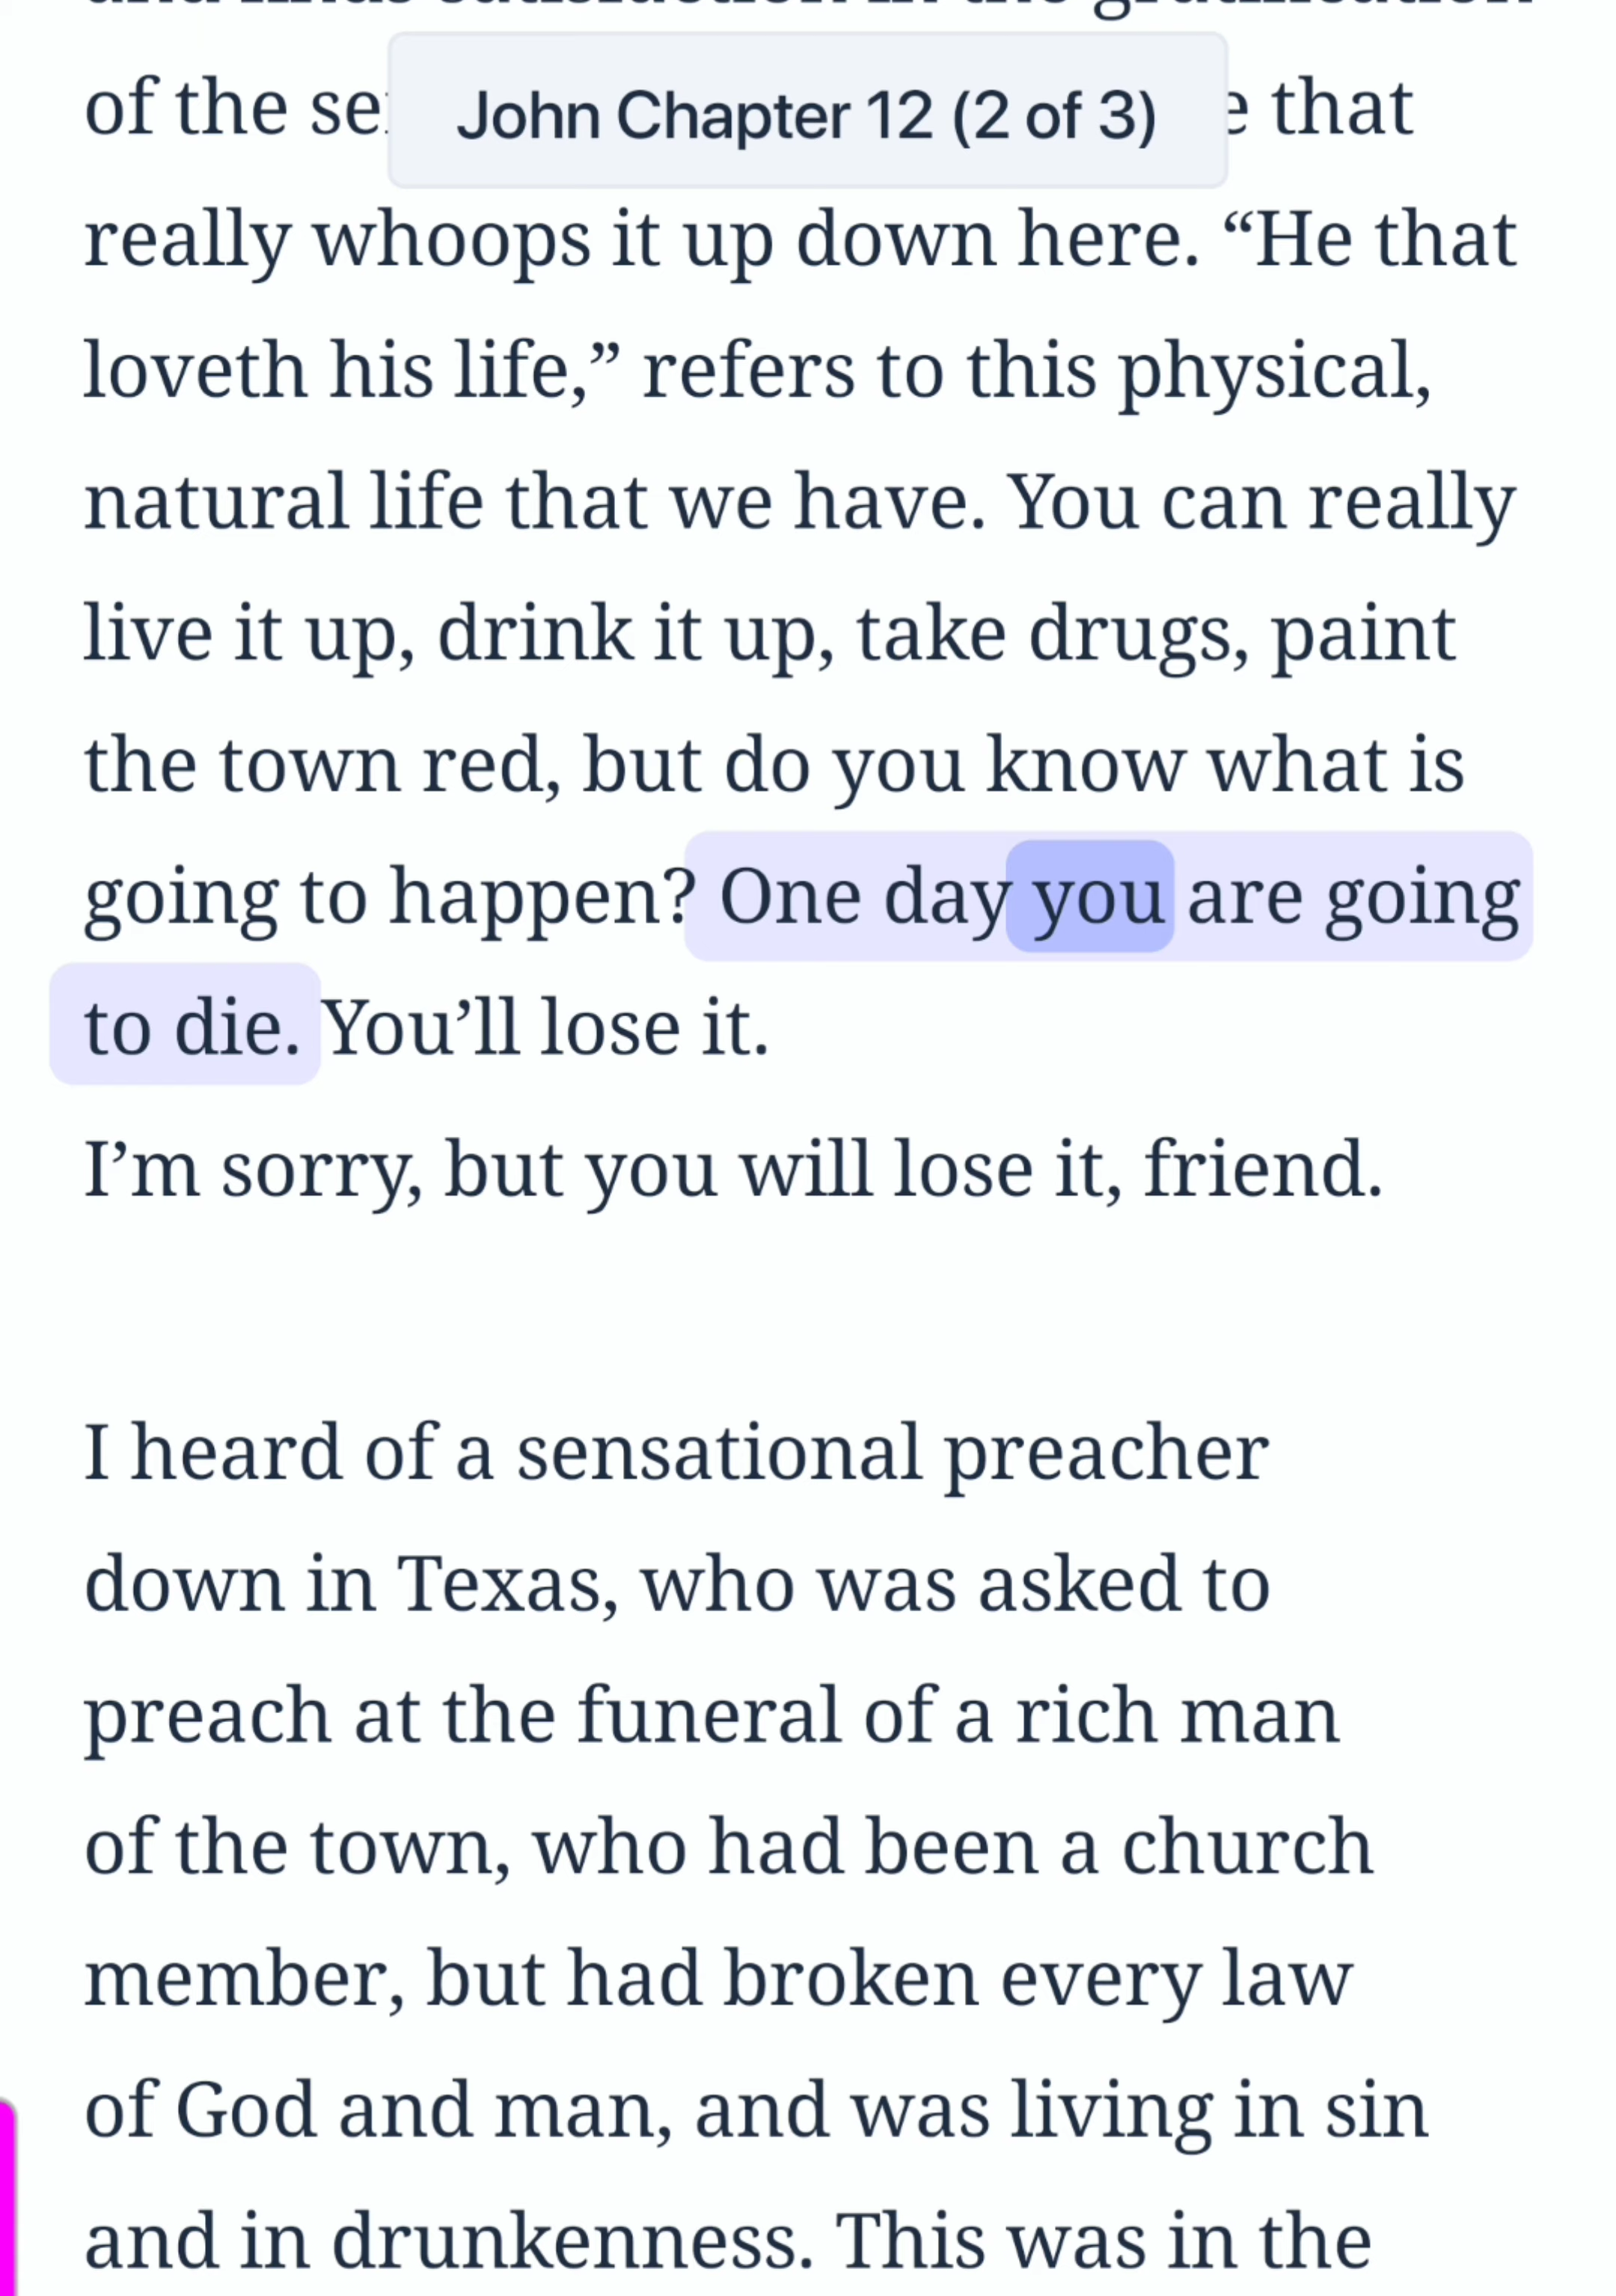 John Chapter 12 (2 of 3)
of the that
really whoops it up down here. “He that
loveth his life,” refers to this physical,
natural life that we have. You can really
live it up, drink it up, take drugs, paint
the town red, but do you know what is
going to happen? One day you are going
to die. You’ll lose it.
I’m sorry, but you will lose it, friend.
I heard of a sensational preacher
down in Texas, who was asked to
preach at the funeral of a rich man
of the town, who had been a church
member, but had broken every law
of God and man, and was living in sin
and in drunkenness. This was in the